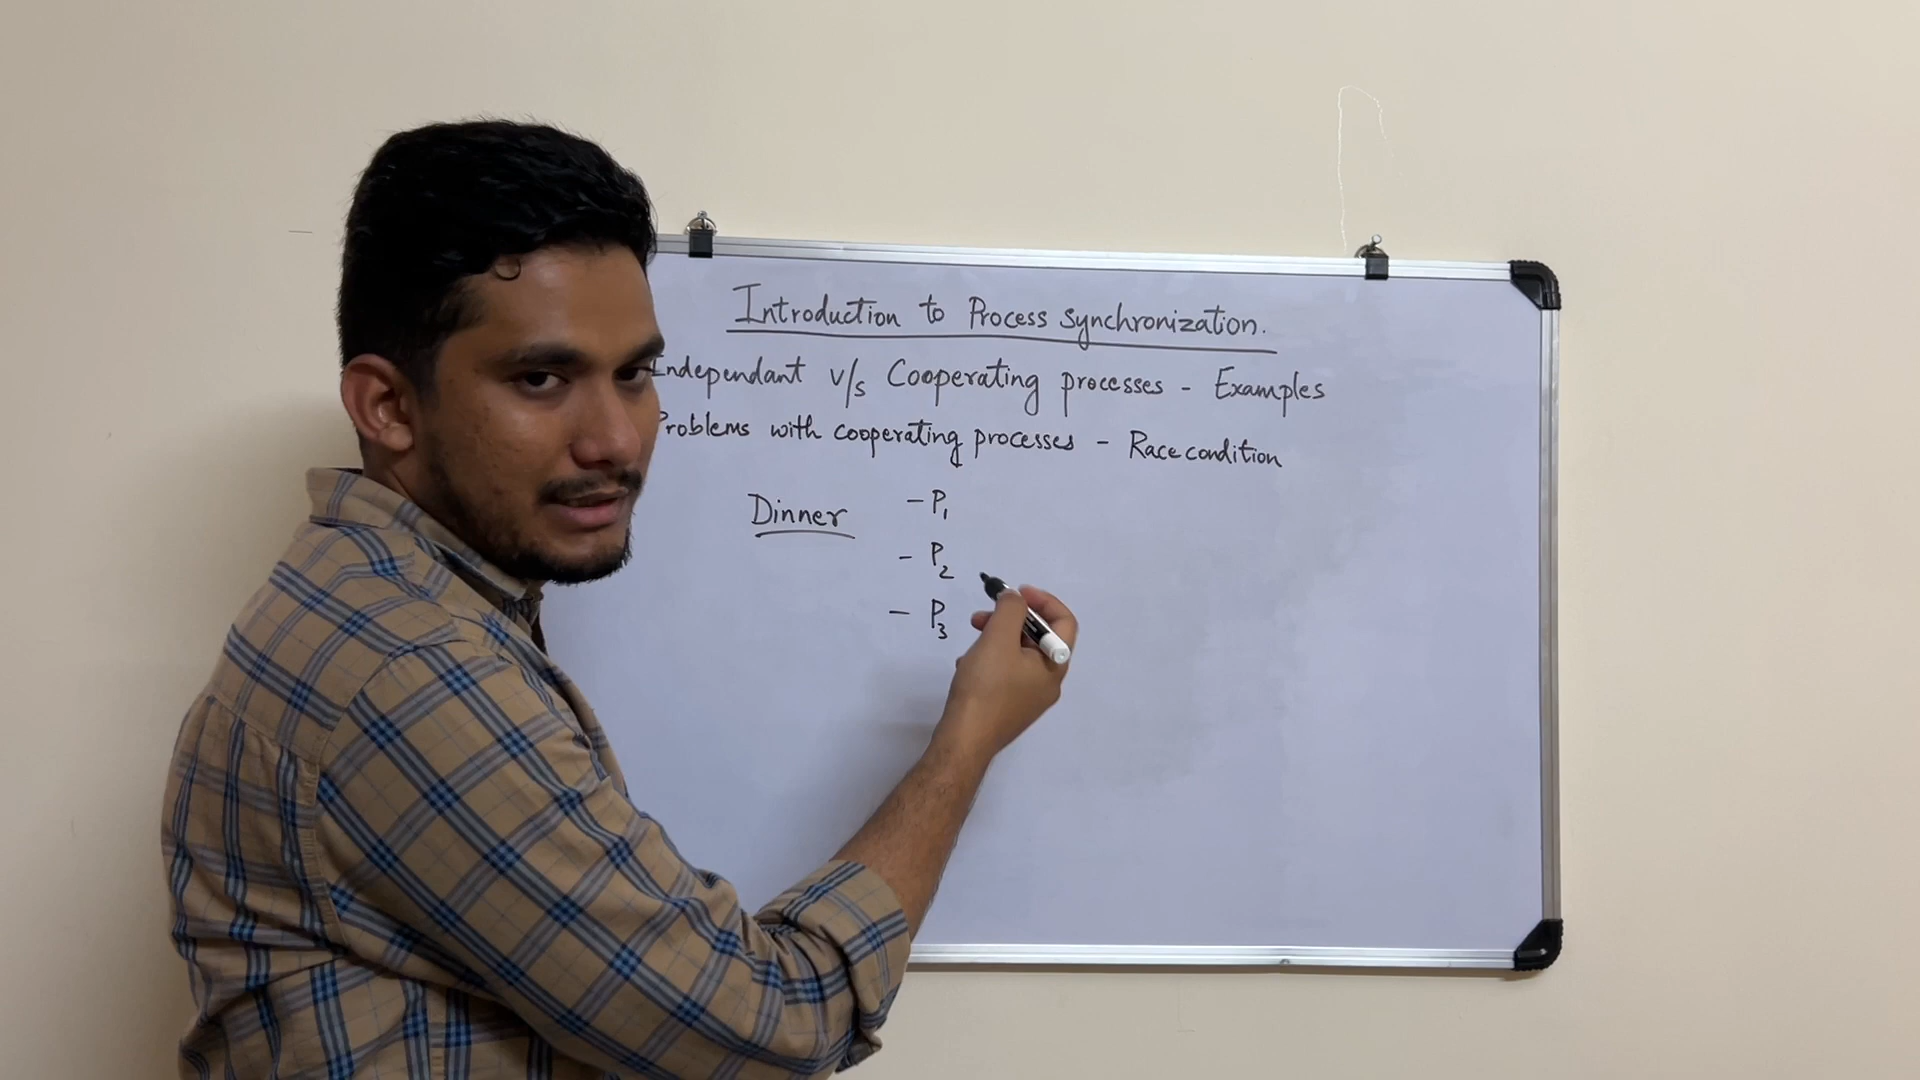 Introduction to Process synchronization.
Independant v/s Cooperating processes - Examples
Problems with cooperating processes - Race condition
Dinner - P1
- P2
- P3